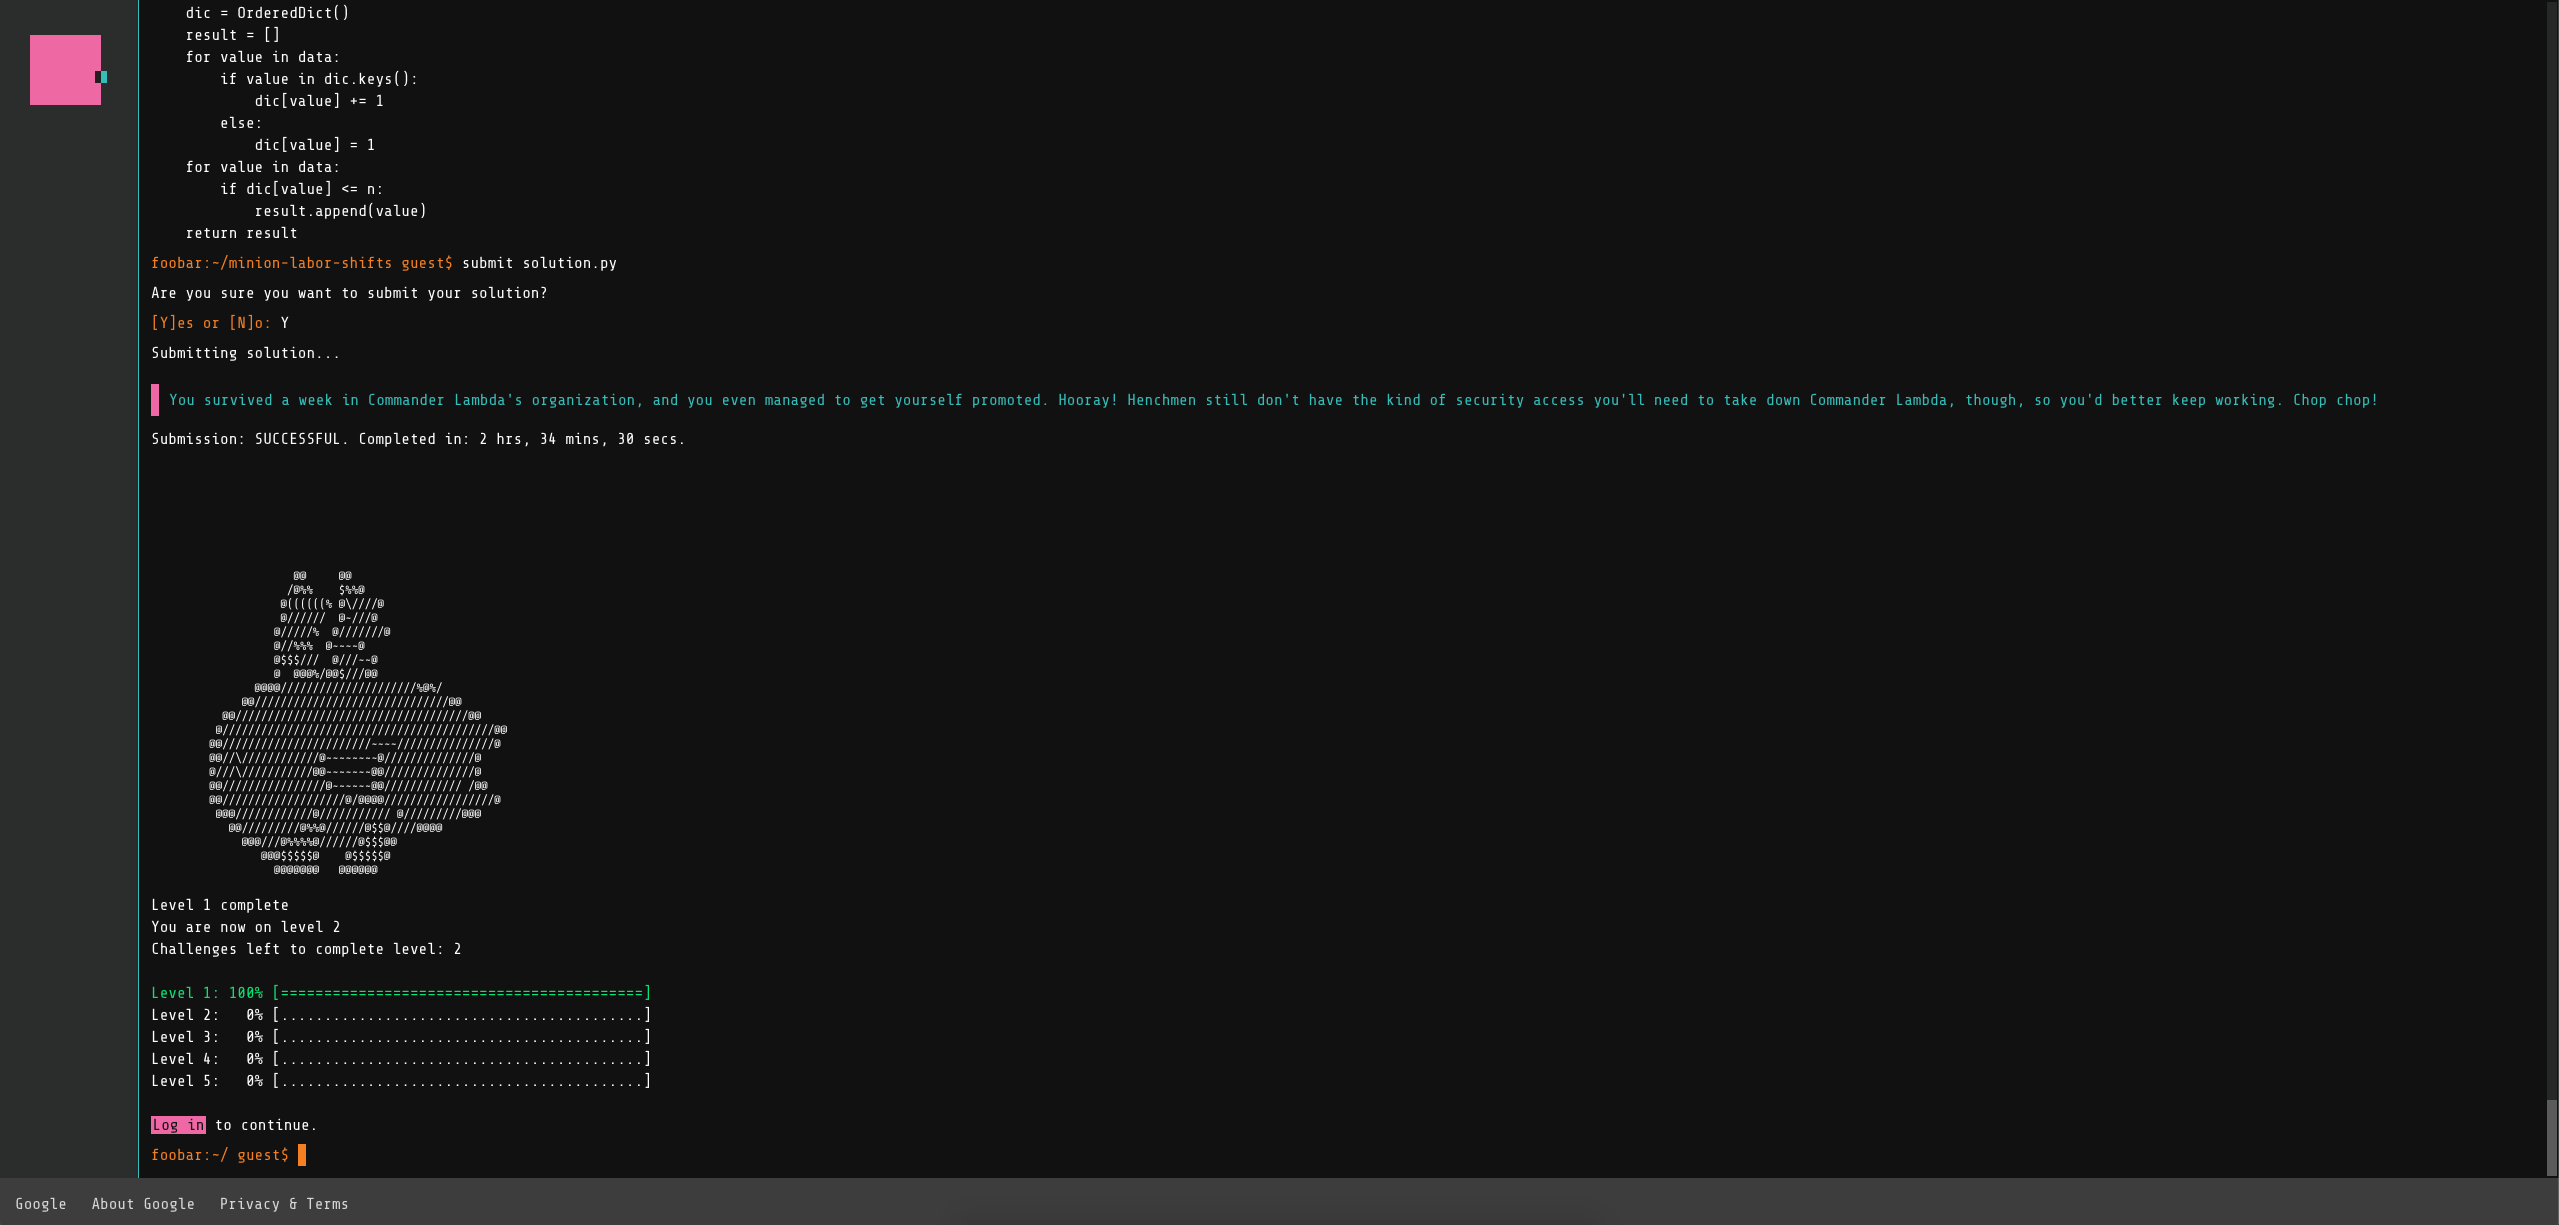 dic = OrderedDict()
    result = []
    for value in data:
        if value in dic.keys():
            dic[value] += 1
        else:
            dic[value] = 1
    for value in data:
        if dic[value] <= n:
            result.append(value)
    return result
foobar:~/minion-labor-shifts guest$ submit solution.py
Are you sure you want to submit your solution?
[Y]es or [N]o: Y
Submitting solution...
You survived a week in Commander Lambda's organization, and you even managed to get yourself promoted. Hooray! Henchmen still don't have the kind of security access you'll need to take down Commander Lambda, though, so you'd better keep working. Chop chop!
Submission: SUCCESSFUL. Completed in: 2 hrs, 34 mins, 30 secs.
Level 1 complete
You are now on level 2
Challenges left to complete level: 2
Level 1: 100% [==========================================]
Level 2:   0% [..........................................]
Level 3:   0% [..........................................]
Level 4:   0% [..........................................]
Level 5:   0% [..........................................]
Log in to continue.
foobar:~/ guest$
Google About Google Privacy & Terms